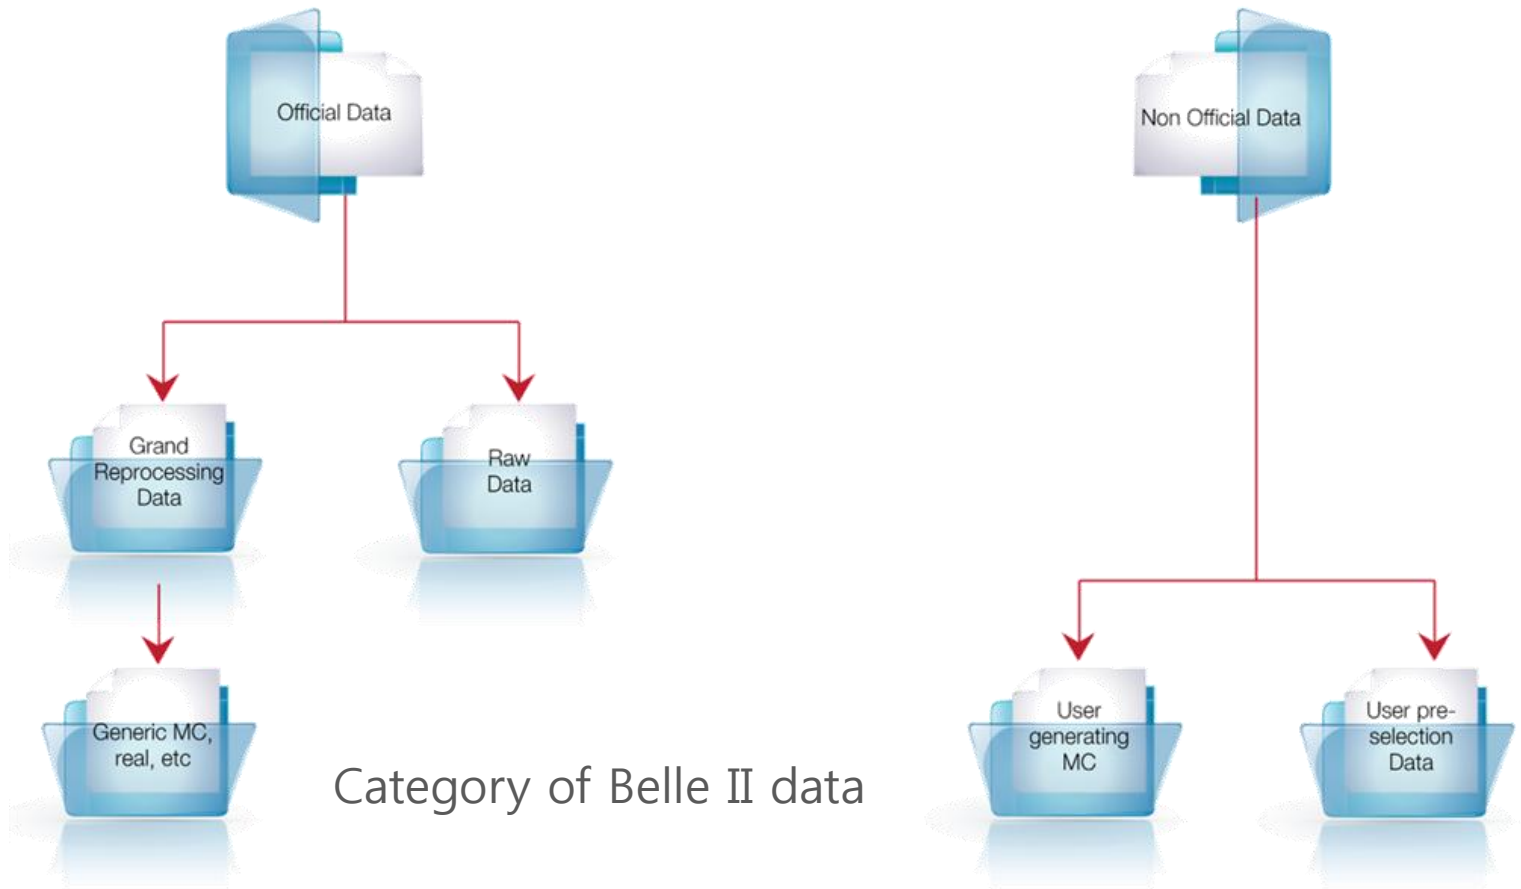 Official Data
Non Official Data
Grand
Reprocessing
Data
Raw
Data
Generic MC,
real, etc
User
generating
MC
User pre-
selection
Data
Category of Belle II data